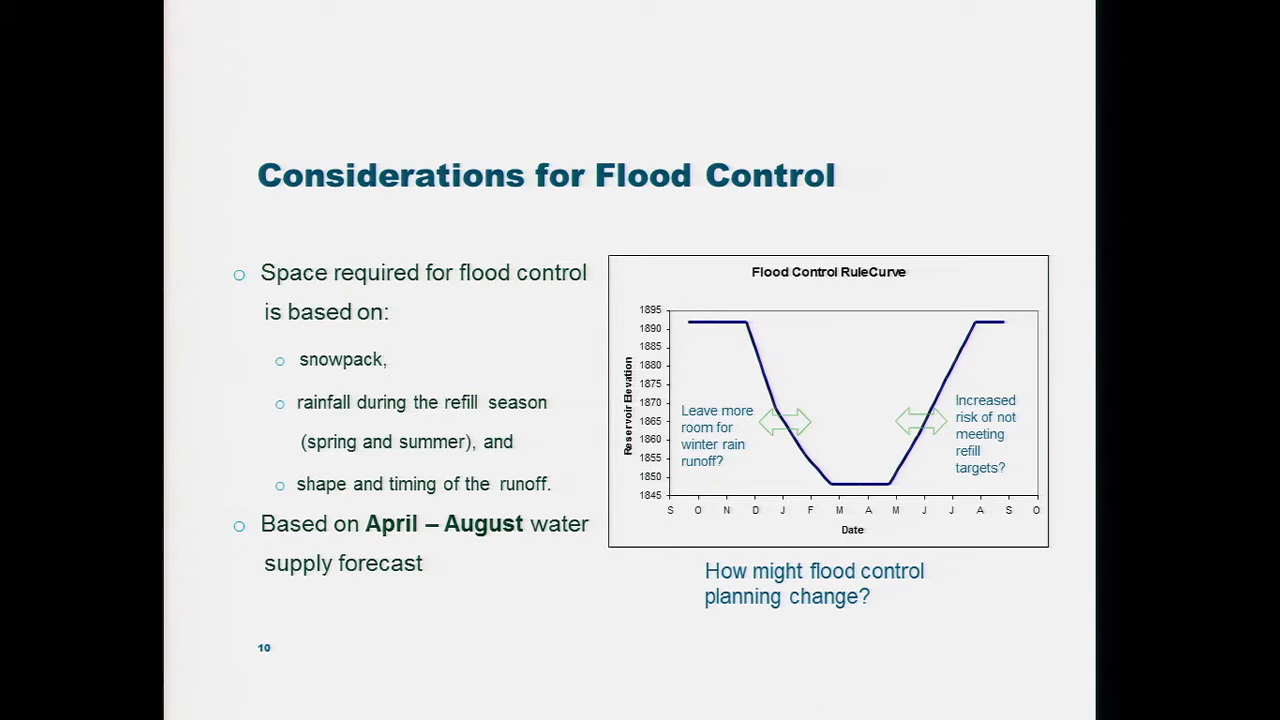 Considerations for Flood Control
o Space required for flood control
is based on:
o snowpack,
o rainfall during the refill season
(spring and summer), and
o shape and timing of the runoff.
o Based on April – August water
supply forecast
Flood Control RuleCurve
1895
1890
1885
1880
1875
1870
1865
1860
1855
1850
1845
Reservoir Elevation
Leave more
room for
winter rain
runoff?
Increased
risk of not
meeting
refill
targets?
S O N D J F M A M J J A S O
Date
How might flood control
planning change?
10